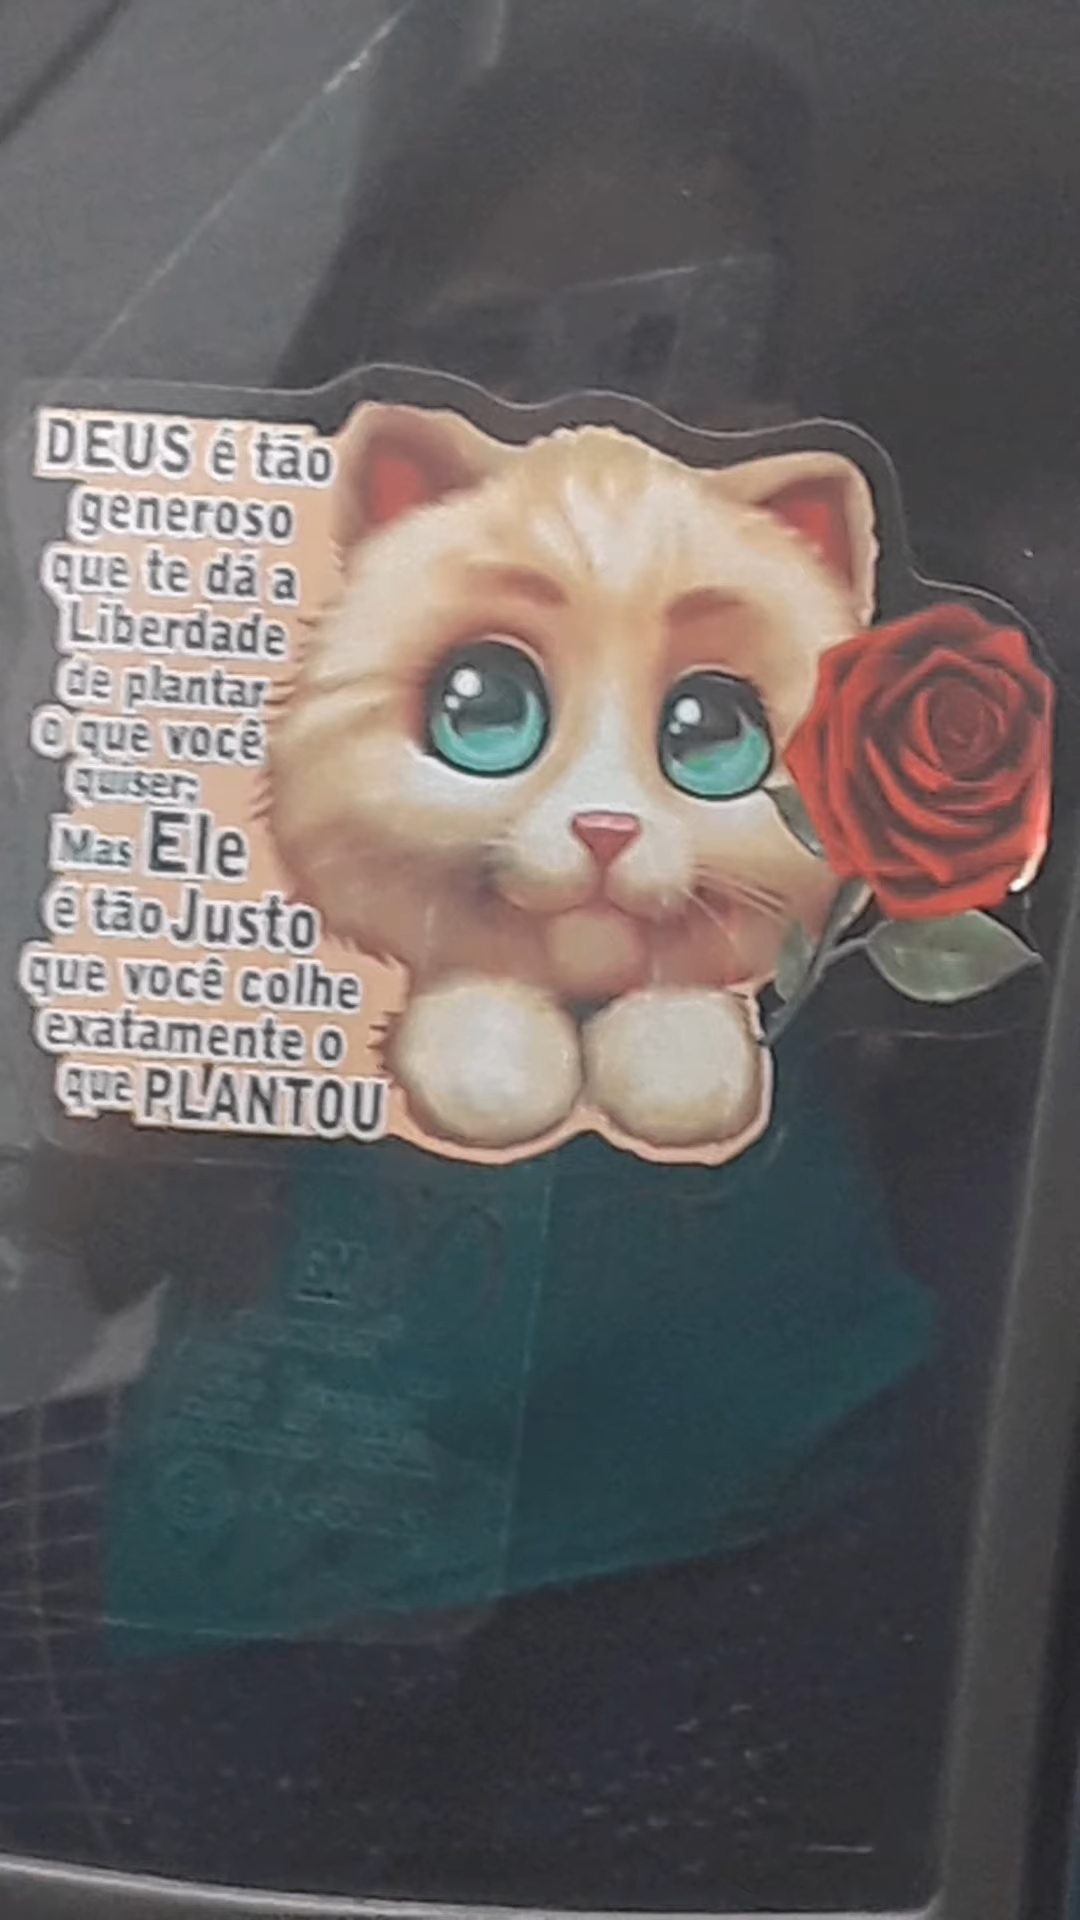 DEUS é tão
generoso
que te dá a
Liberdade
de plantar
o que você
quiser;
Mas Ele
é tão Justo
que você colhe
exatamente o
que PLANTOU